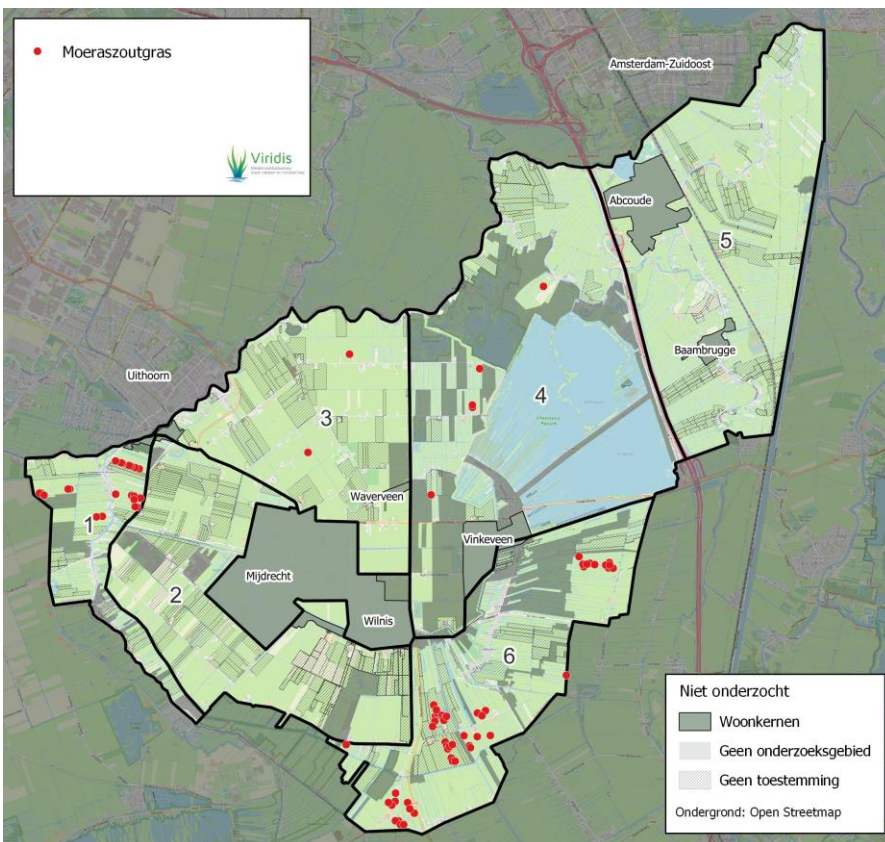 Moeraszoutgras
Viridis
Amsterdam-Zuidoost
Abcoude
5
Baambrugge
Uithoorn
3
4
Waverveen
1
Vinkeveen
Mijdrecht
2
Wilnis
6
Niet onderzocht
Woonkernen
Geen onderzoeksgebied
Geen toestemming
Ondergrond: Open Streetmap